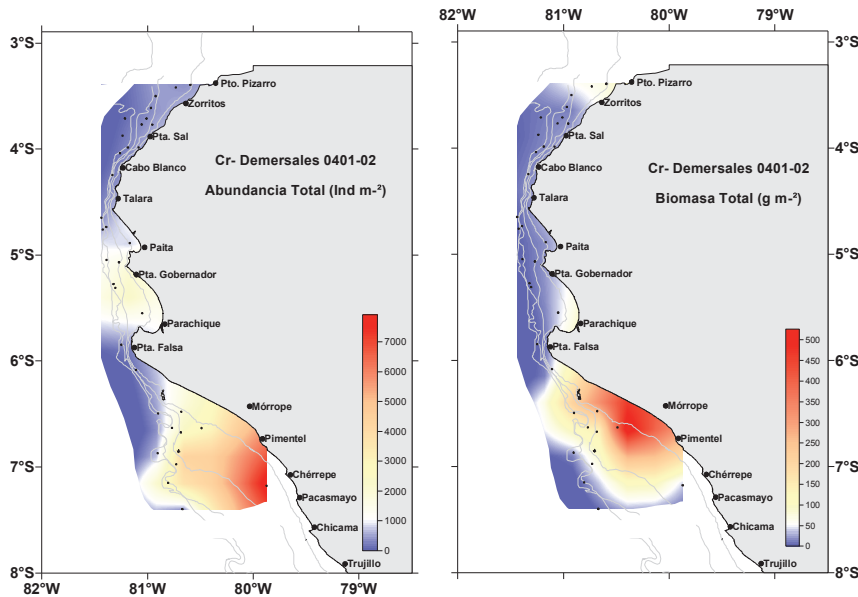 82°W 81°W 80°W 79°W
3°S
Pto. Pizarro
Zorritos
Pta. Sal
4°S
Cabo Blanco
Talara
Cr- Demersales 0401-02
Abundancia Total (Ind m-²)
Paita
5°S
Pta. Gobernador
Parachique
Pta. Falsa
6°S
Mórrope
Pimentel
7°S
Chérrepe
Pacasmayo
Chicama
Trujillo
8°S
7000
6000
5000
4000
3000
2000
1000
0
82°W 81°W 80°W 79°W
3°S
Pto. Pizarro
Zorritos
Pta. Sal
4°S
Cabo Blanco
Talara
Cr- Demersales 0401-02
Biomasa Total (g m-²)
Paita
5°S
Pta. Gobernador
Parachique
Pta. Falsa
6°S
Mórrope
Pimentel
7°S
Chérrepe
Pacasmayo
Chicama
Trujillo
8°S
500
450
400
350
300
250
200
150
100
50
0
82°W 81°W 80°W 79°W